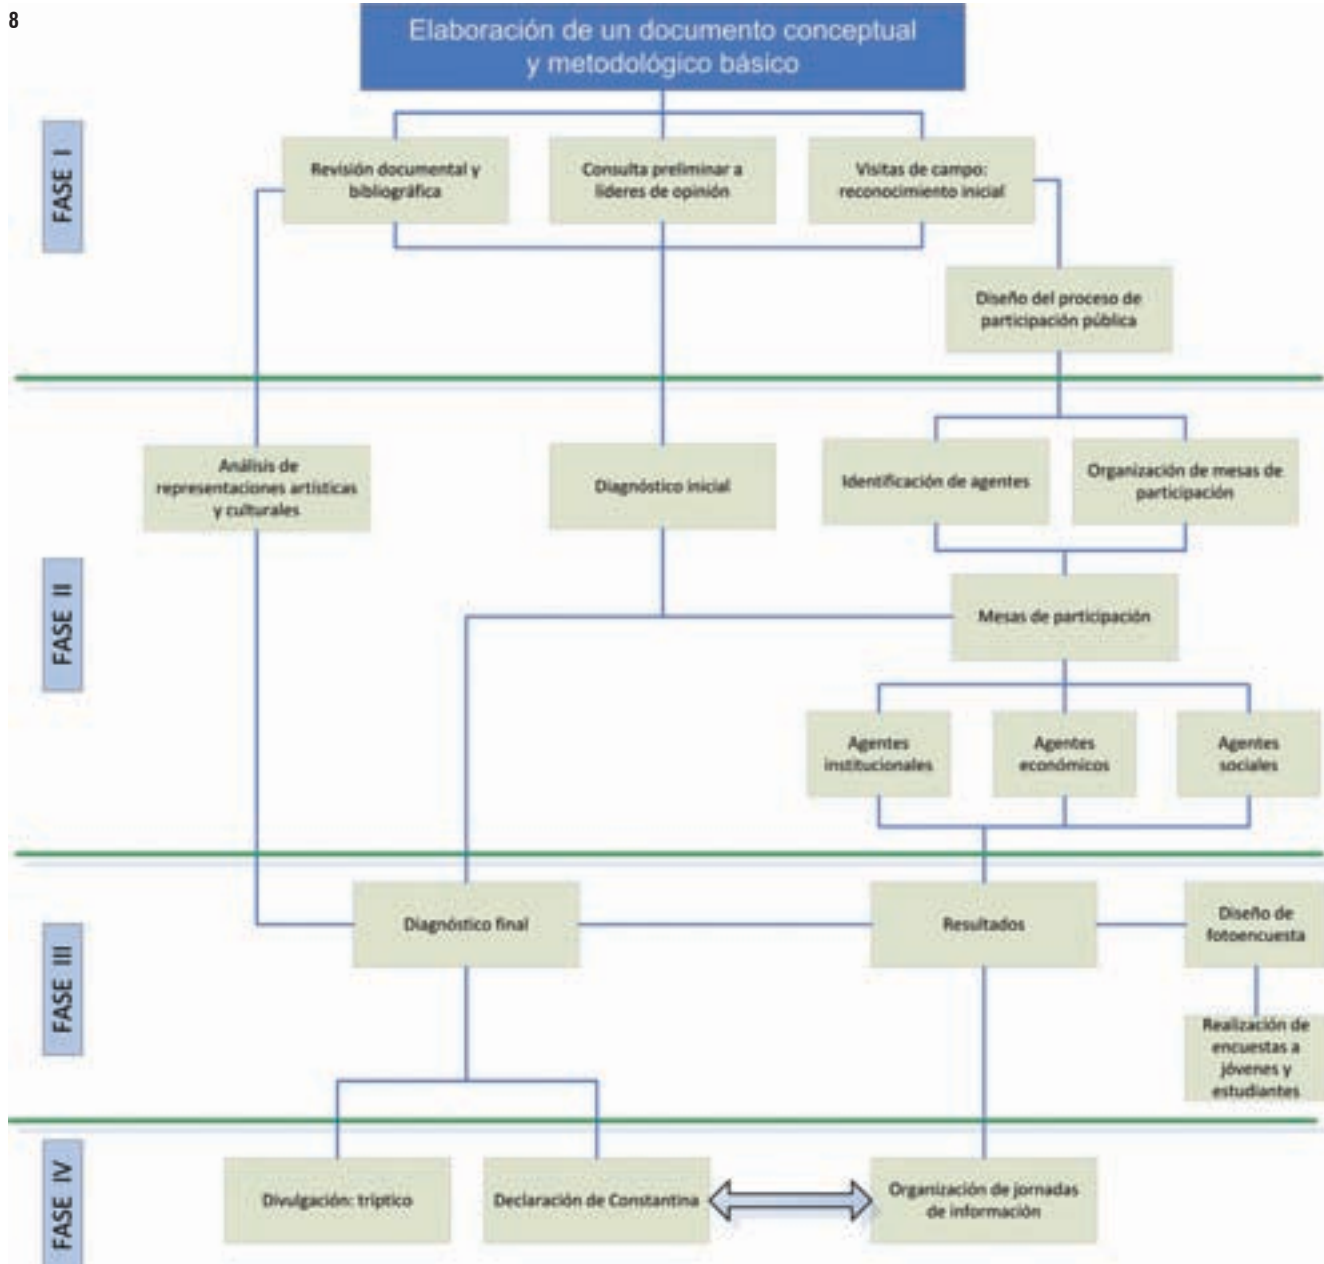 8
Elaboración de un documento conceptual
y metodológico básico
FASE I
Revisión documental y
bibliográfica
Consulta preliminar a
líderes de opinión
Visitas de campo:
reconocimiento inicial
Diseño del proceso de
participación pública
FASE II
Análisis de
representaciones artísticas
y culturales
Diagnóstico inicial
Identificación de agentes
Organización de mesas de
participación
Mesas de participación
Agentes
institucionales
Agentes
económicos
Agentes
sociales
FASE III
Diagnóstico final
Resultados
Diseño de
fotoencuesta
Realización de
encuestas a
jóvenes y
estudiantes
FASE IV
Divulgación: tríptico
Declaración de Constantina
Organización de jornadas
de información